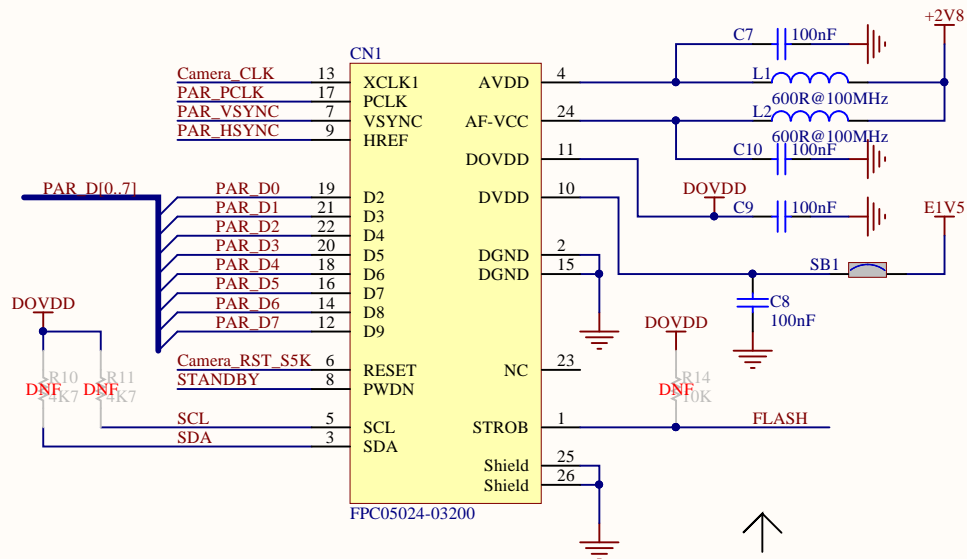 +2V8
C7 100nF
CN1
Camera_CLK 13 XCLK1 AVDD 4 L1
PAR_PCLK 17 PCLK 600R@100MHz
PAR_VSYNC 7 VSYNC AF-VCC 24 L2
PAR_HSYNC 9 HREF 600R@100MHz
DOVDD 11 C10 100nF
PAR_D[0..7] PAR_D0 19 D2 DVDD 10 DOVDD
PAR_D1 21 D3 C9 100nF E1V5
PAR_D2 22 D4
PAR_D3 20 D5 DGND 2
PAR_D4 18 D6 DGND 15 SB1
PAR_D5 16 D7
PAR_D6 14 D8 C8
DOVDD PAR_D7 12 D9 100nF
DOVDD
Camera_RST_S5K 6 RESET NC 23
STANDBY 8 PWDN
R10 R11 R14
DNF DNF DNF
4K7 4K7 10K
SCL 5 SCL STROB 1 FLASH
SDA 3 SDA
Shield 25
Shield 26
FPC05024-03200